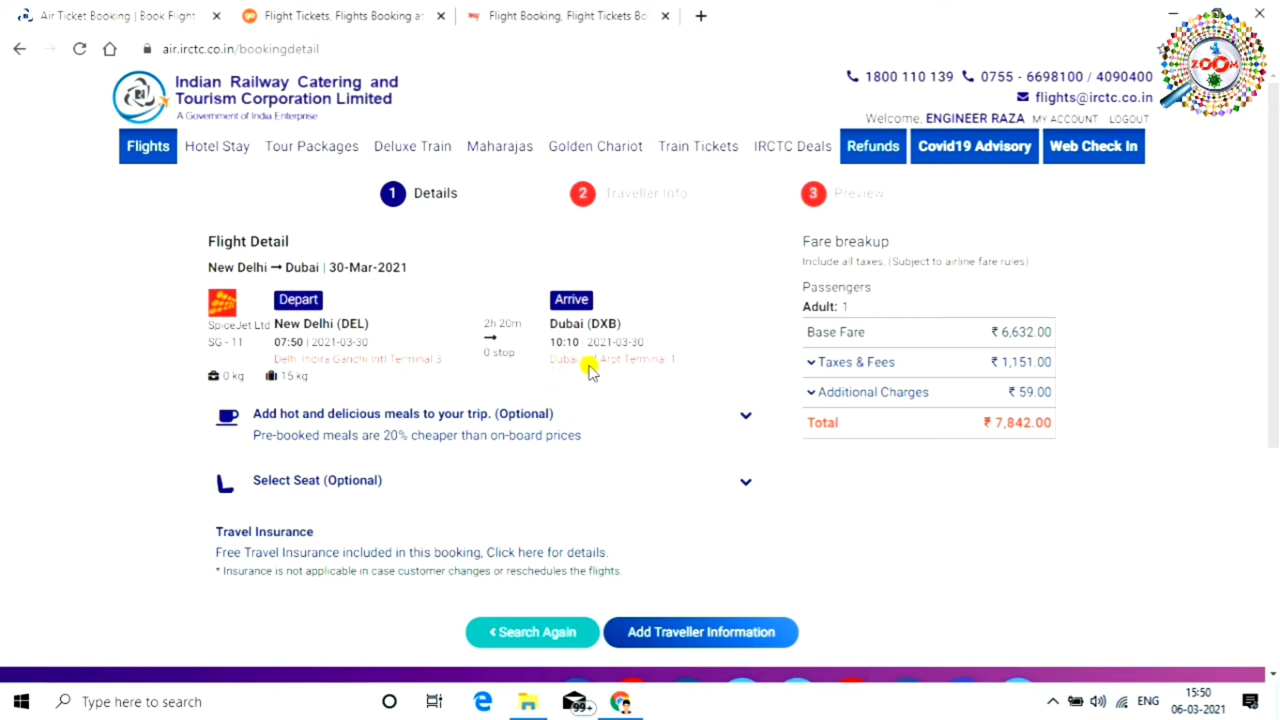 Air Ticket Booking | Book Flight
Flight Tickets, Flights Booking at
Flight Booking, Flight Tickets Bo
air.irctc.co.in/bookingdetail
ZOOM
Indian Railway Catering and
Tourism Corporation Limited
A Government of India Enterprise
1800 110 139 0755 - 6698100 / 4090400
flights@irctc.co.in
Welcome, ENGINEER RAZA MY ACCOUNT LOGOUT
Flights Hotel Stay Tour Packages Deluxe Train Maharajas Golden Chariot Train Tickets IRCTC Deals Refunds Covid19 Advisory Web Check In
1 Details 2 Traveller Info 3 Preview
Flight Detail
New Delhi → Dubai | 30-Mar-2021
Depart
Arrive
SpiceJet Ltd
SG - 11
New Delhi (DEL)
07:50 | 2021-03-30
Delhi Indira Gandhi Intl Terminal 3
2h 20m
0 stop
Dubai (DXB)
10:10 2021-03-30
Dubai Arpt Terminal 1
0 kg 15 kg
Add hot and delicious meals to your trip. (Optional)
Pre-booked meals are 20% cheaper than on-board prices
Select Seat (Optional)
Travel Insurance
Free Travel Insurance included in this booking, Click here for details.
* Insurance is not applicable in case customer changes or reschedules the flights.
< Search Again
Add Traveller Information
Fare breakup
Include all taxes, (Subject to airline fare rules)
Passengers
Adult: 1
Base Fare ₹ 6,632.00
Taxes & Fees ₹ 1,151.00
Additional Charges ₹ 59.00
Total ₹ 7,842.00
Type here to search
99+
ENG
15:50
06-03-2021